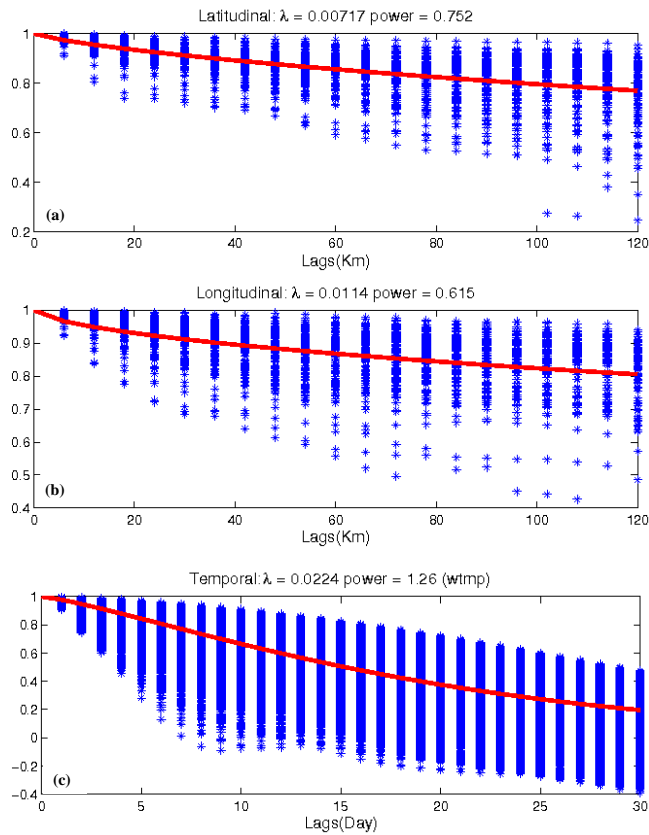 Latitudinal: λ = 0.00717 power = 0.752
1
0.8
0.6
0.4
0.2
(a)
0 20 40 60 80 100 120
Lags(Km)
Longitudinal: λ = 0.0114 power = 0.615
1
0.9
0.8
0.7
0.6
0.5
0.4
(b)
0 20 40 60 80 100 120
Lags(Km)
Temporal: λ = 0.0224 power = 1.26 (wtmp)
1
0.8
0.6
0.4
0.2
0
−0.2
−0.4
(c)
0 5 10 15 20 25 30
Lags(Day)